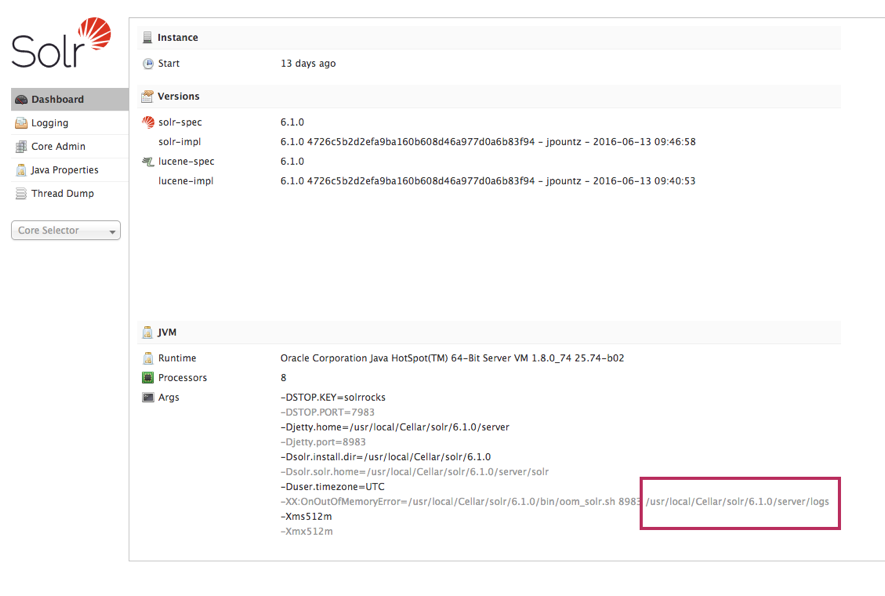 Solr
Dashboard
Logging
Core Admin
Java Properties
Thread Dump
Core Selector
Instance
Start 13 days ago
Versions
solr-spec 6.1.0
solr-impl 6.1.0 4726c5b2d2efa9ba160b608d46a977d0a6b83f94 - jpountz - 2016-06-13 09:46:58
lucene-spec 6.1.0
lucene-impl 6.1.0 4726c5b2d2efa9ba160b608d46a977d0a6b83f94 - jpountz - 2016-06-13 09:40:53
JVM
Runtime Oracle Corporation Java HotSpot(TM) 64-Bit Server VM 1.8.0_74 25.74-b02
Processors 8
Args -DSTOP.KEY=solrrocks
-DSTOP.PORT=7983
-Djetty.home=/usr/local/Cellar/solr/6.1.0/server
-Djetty.port=8983
-Dsolr.install.dir=/usr/local/Cellar/solr/6.1.0
-Dsolr.solr.home=/usr/local/Cellar/solr/6.1.0/server/solr
-Duser.timezone=UTC
-XX:OnOutOfMemoryError=/usr/local/Cellar/solr/6.1.0/bin/oom_solr.sh 8983 /usr/local/Cellar/solr/6.1.0/server/logs
-Xms512m
-Xmx512m